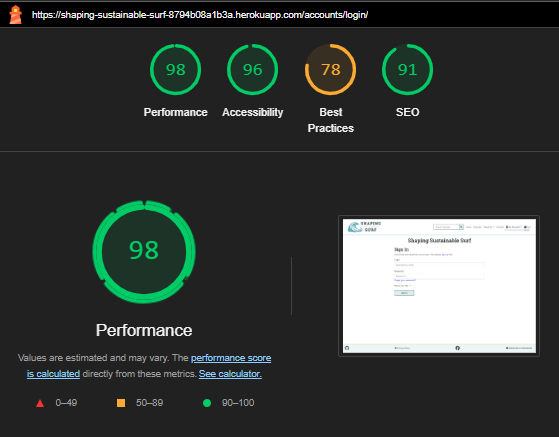 https://shaping-sustainable-surf-8794b08a1b3a.herokuapp.com/accounts/login/
98 96 78 91
Performance Accessibility Best Practices SEO
98
Performance
Values are estimated and may vary. The performance score
is calculated directly from these metrics. See calculator.
0–49 50–89 90–100
SHAPING
SURF
Shaping Sustainable Surf
Sign In